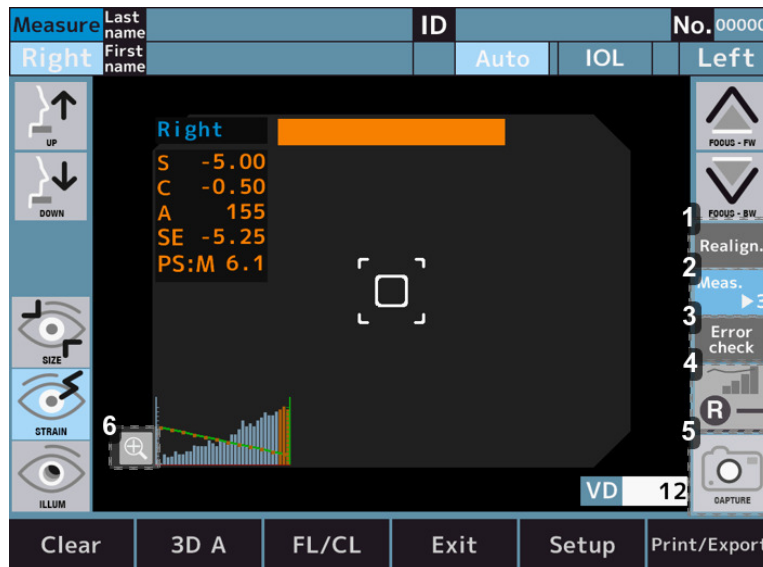 Measure Last name ID No. 00000
Right First name Auto IOL Left
UP
DOWN
SIZE
STRAIN
ILLUM
Right
S -5.00
C -0.50
A 155
SE -5.25
PS:M 6.1
6
FOCUS - FW
FOCUS - BW
1
Realign.
2
Meas.
▶3
3
Error
check
4
R
5
CAPTURE
VD 12
Clear 3D A FL/CL Exit Setup Print/Export